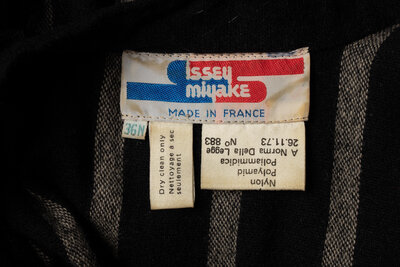 ISSEY
MIYAKE
MADE IN FRANCE
36N
Dry clean only
Nettoyage a sec
seulement
Nylon
Polyamid
Poliammidica
A Norma Della Legge
26.11.73 N° 883